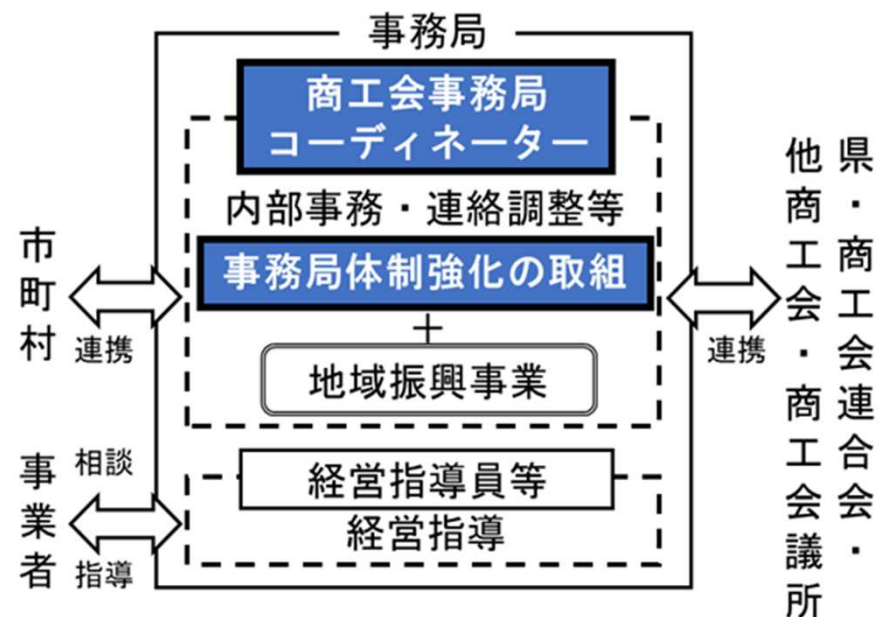 事務局
商工会事務局
コーディネーター
内部事務・連絡調整等
事務局体制強化の取組
+
地域振興事業
経営指導員等
経営指導
市町村
連携
事業者
相談
指導
連携
県・商工会連合会・
他商工会・商工会議所